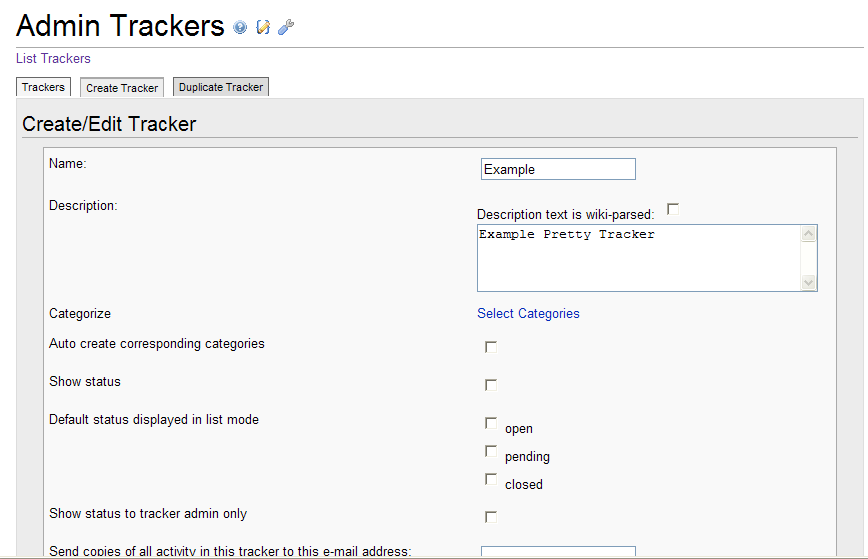 Admin Trackers
List Trackers
Trackers Create Tracker Duplicate Tracker
Create/Edit Tracker
Name: Example
Description: Description text is wiki-parsed:
Example Pretty Tracker
Categorize Select Categories
Auto create corresponding categories
Show status
Default status displayed in list mode open
pending
closed
Show status to tracker admin only
Send copies of all activity in this tracker to this e-mail address: